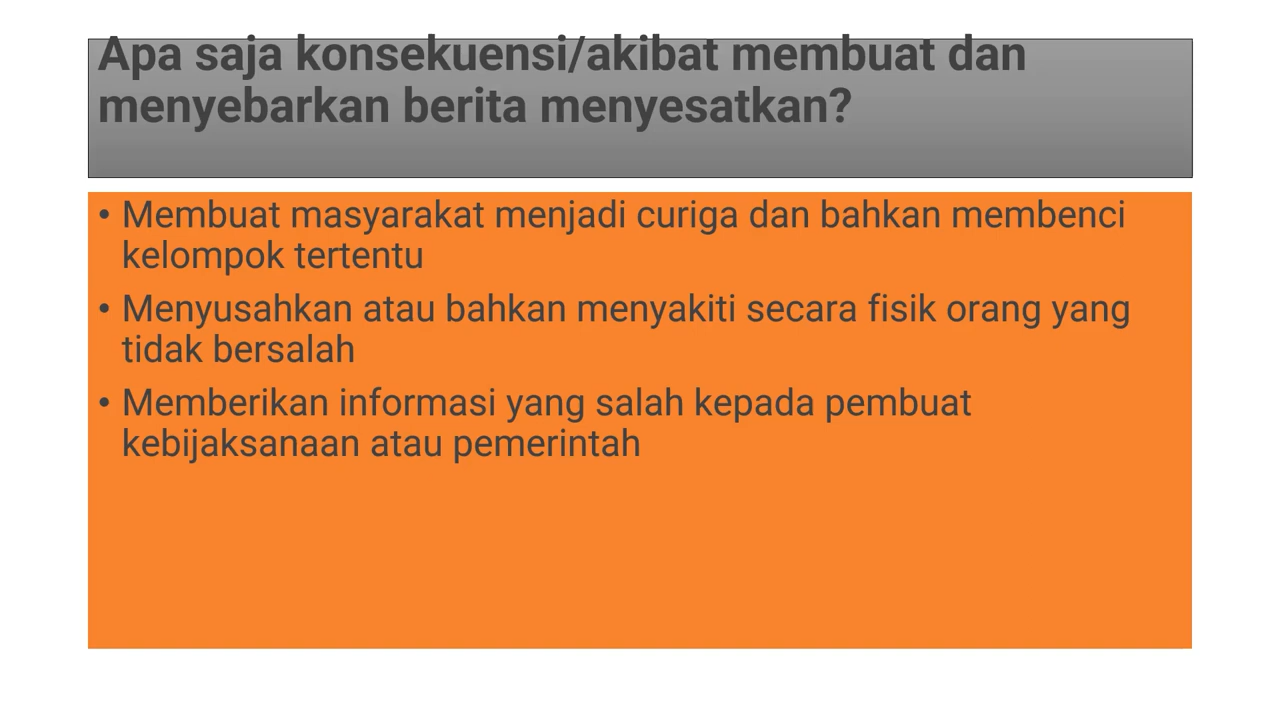 Apa saja konsekuensi/akibat membuat dan
menyebarkan berita menyesatkan?
• Membuat masyarakat menjadi curiga dan bahkan membenci
kelompok tertentu
• Menyusahkan atau bahkan menyakiti secara fisik orang yang
tidak bersalah
• Memberikan informasi yang salah kepada pembuat
kebijaksanaan atau pemerintah